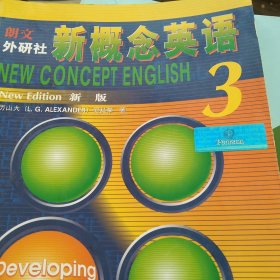 朗文
外研社
新概念英语
NEW CONCEPT ENGLISH
New Edition 新版
3
(L. G. ALEXANDER)
Developing